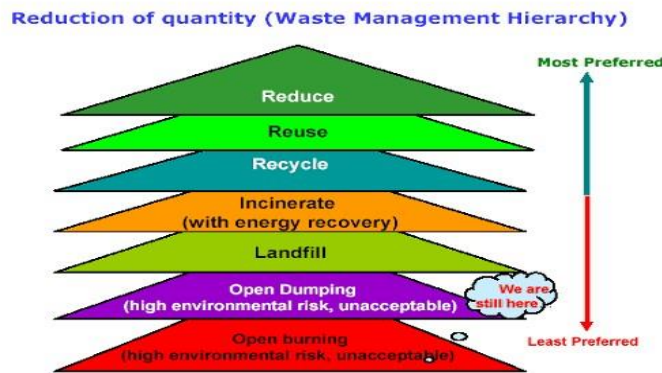 Reduction of quantity (Waste Management Hierarchy)
Most Preferred
Reduce
Reuse
Recycle
Incinerate
(with energy recovery)
Landfill
Open Dumping
(high environmental risk, unacceptable)
We are
still here
Open burning
(high environmental risk, unacceptable)
Least Preferred